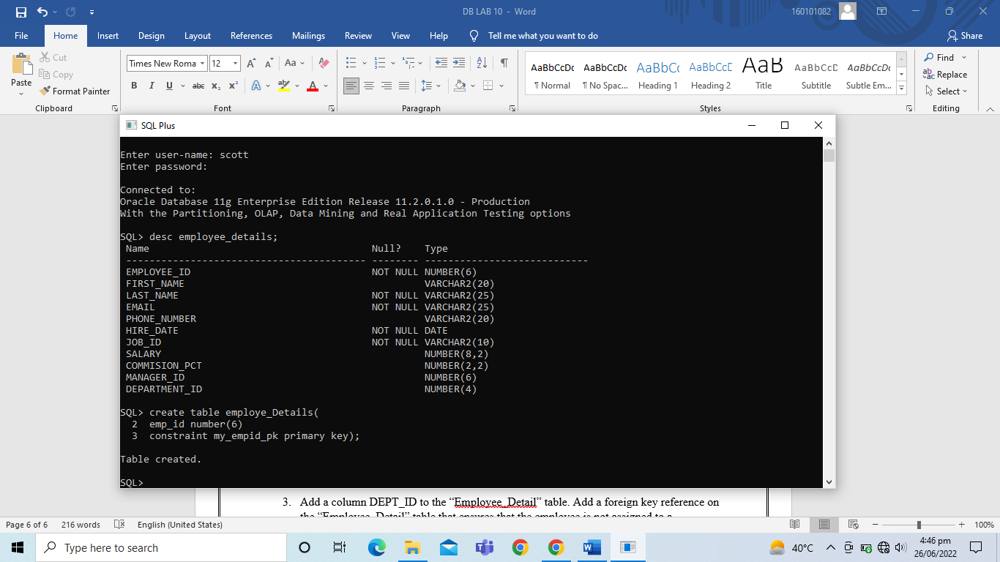 DB LAB 10 - Word
160101082
File Home Insert Design Layout References Mailings Review View Help Tell me what you want to do Share
Paste
Cut
Copy
Format Painter
Clipboard
Times New Roma 12
Font
Paragraph
AaBbCcDc AaBbCcDc AaBbCc AaBbCcD AaB AaBbCcD AaBbCcDc
¶ Normal ¶ No Spac... Heading 1 Heading 2 Title Subtitle Subtle Em...
Styles
Find
Replace
Select
Editing
SQL Plus
Enter user-name: scott
Enter password:
Connected to:
Oracle Database 11g Enterprise Edition Release 11.2.0.1.0 - Production
With the Partitioning, OLAP, Data Mining and Real Application Testing options
SQL> desc employee_details;
Name Null? Type
----------------------------------------- -------- ----------------------------
EMPLOYEE_ID NOT NULL NUMBER(6)
FIRST_NAME VARCHAR2(20)
LAST_NAME NOT NULL VARCHAR2(25)
EMAIL NOT NULL VARCHAR2(25)
PHONE_NUMBER VARCHAR2(20)
HIRE_DATE NOT NULL DATE
JOB_ID NOT NULL VARCHAR2(10)
SALARY NUMBER(8,2)
COMMISION_PCT NUMBER(2,2)
MANAGER_ID NUMBER(6)
DEPARTMENT_ID NUMBER(4)
SQL> create table employe_Details(
2 emp_id number(6)
3 constraint my_empid_pk primary key);
Table created.
SQL>
3. Add a column DEPT_ID to the “Employee_Detail” table. Add a foreign key reference on
the “Employee_Detail” table that ensures that the employee is not assigned to a
Page 6 of 6 216 words English (United States) 100%
Type here to search
40°C
4:46 pm
26/06/2022